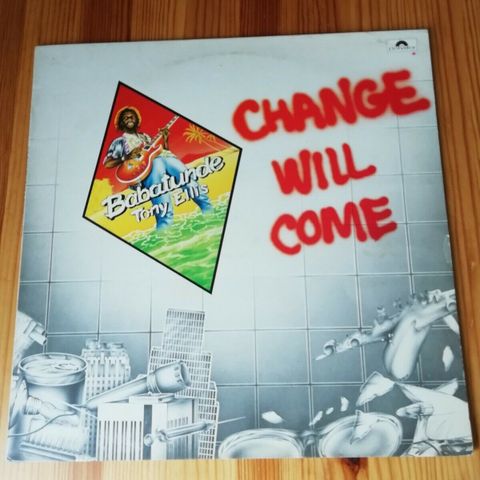 CHANGE
WILL
COME
Babatunde
Tony Ellis